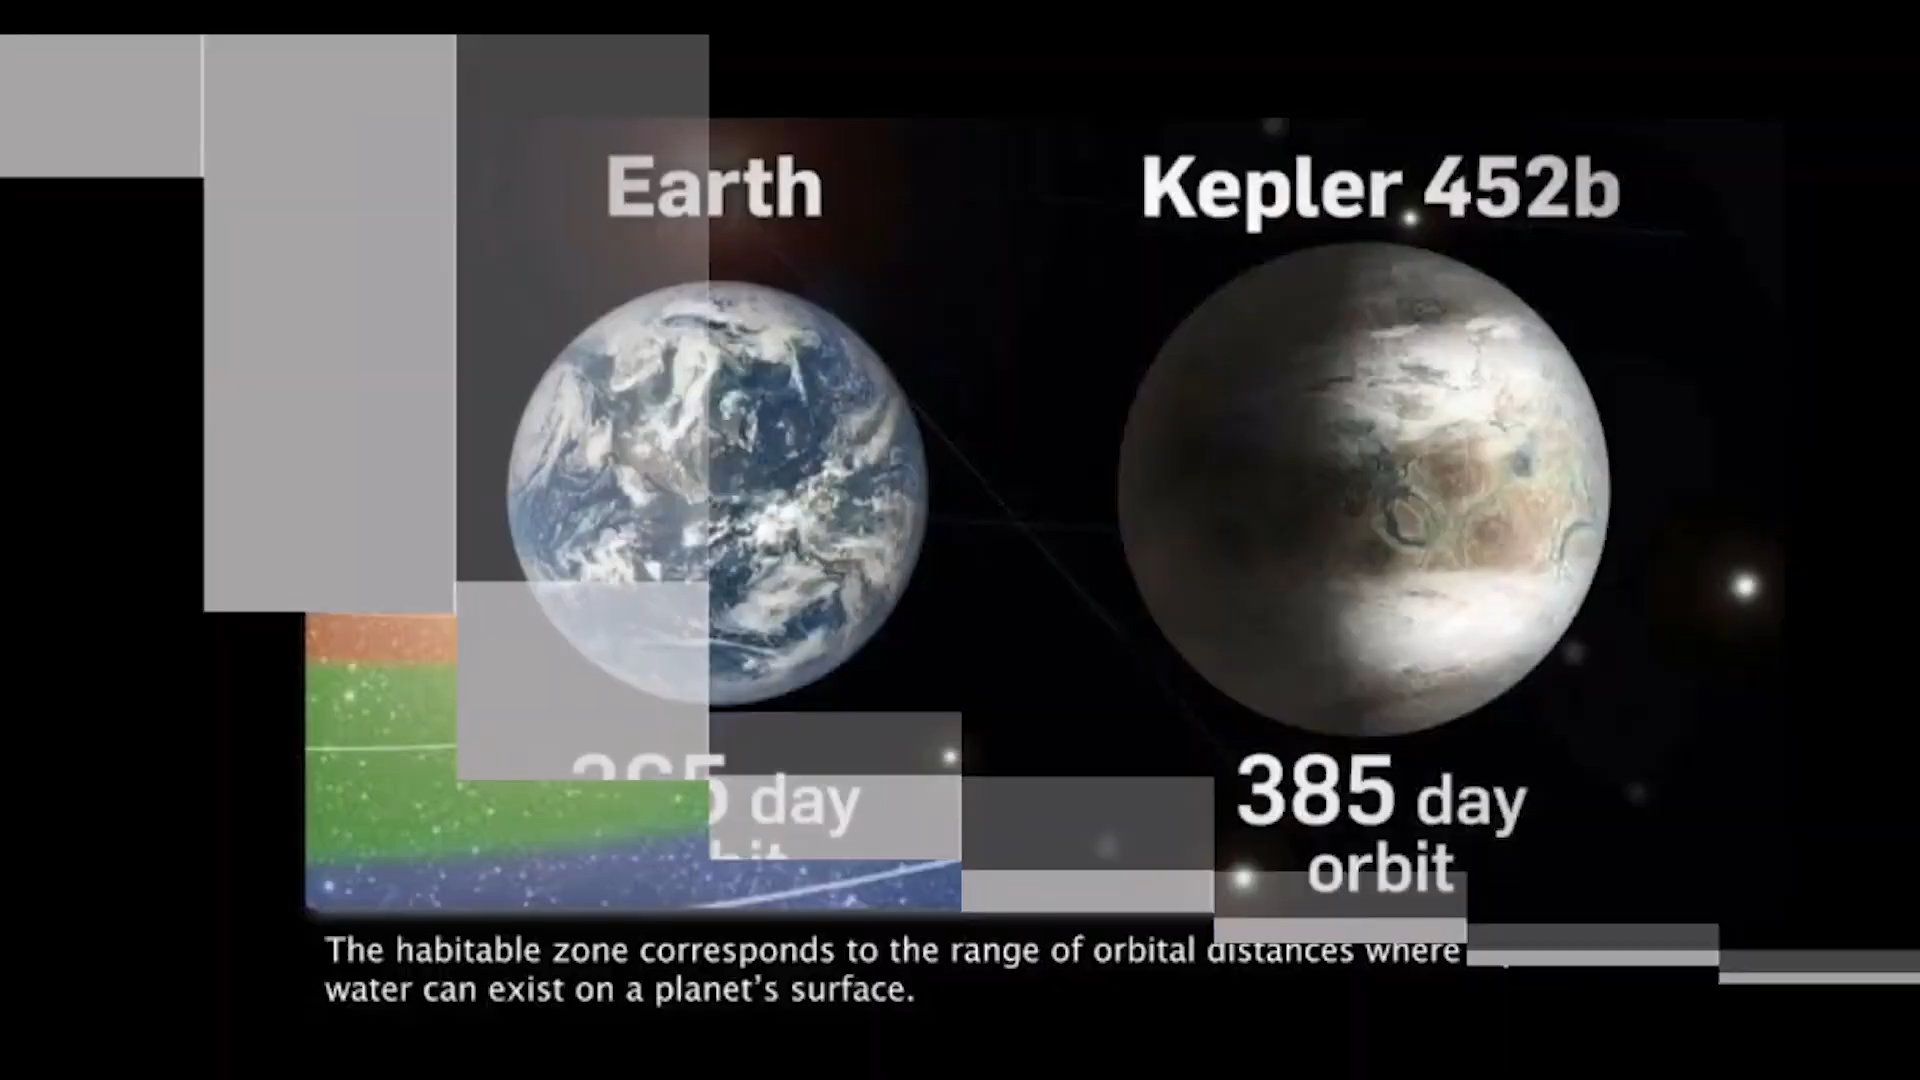 Earth
Kepler 452b
day
385 day
orbit
The habitable zone corresponds to the range of orbital distances where
water can exist on a planet's surface.